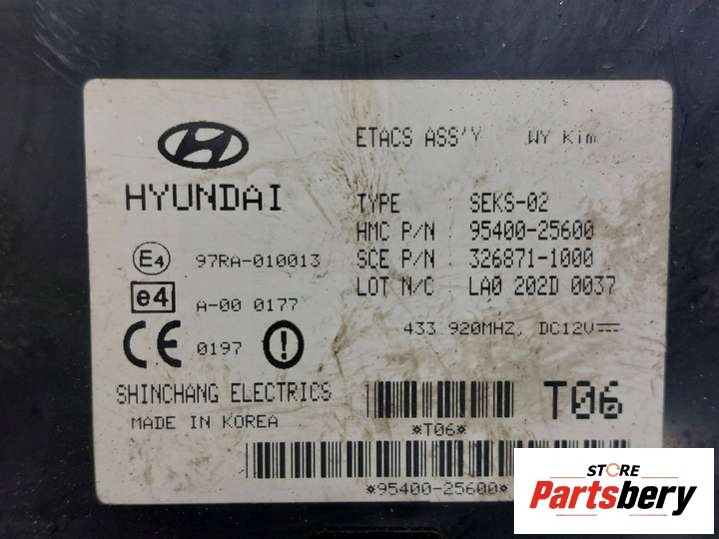 ETACS ASS'Y WY Kim
HYUNDAI
TYPE : SEKS-02
HMC P/N : 95400-25600
SCE P/N : 326871-1000
LOT N/C : LA0 202D 0037
E4 97RA-010013
e4 A-00 0177
CE 0197
433 920MHZ, DC12V
SHINCHANG ELECTRICS
MADE IN KOREA
*T06*
T06
*95400-25600*
STORE
Partsbery